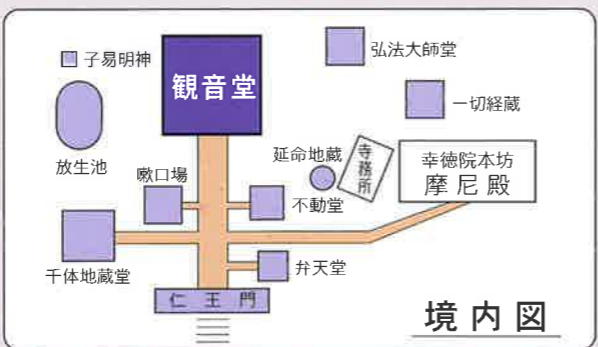 子易明神
観音堂
弘法大師堂
一切経蔵
放生池
嗽口場
延命地蔵
寺務所
幸徳院本坊
摩尼殿
不動堂
千体地蔵堂
弁天堂
仁王門
境内図